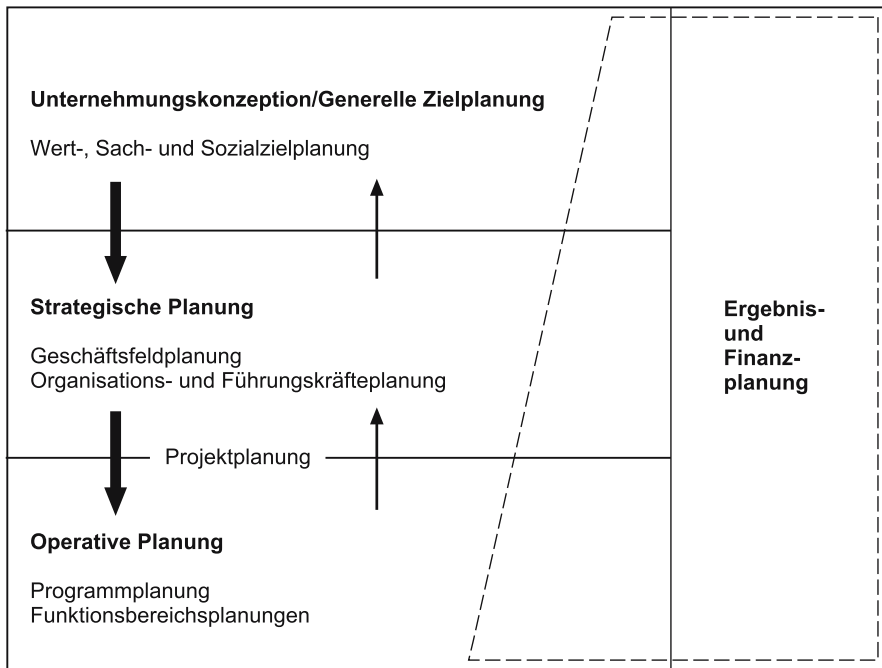 Unternehmungskonzeption/Generelle Zielplanung
Wert-, Sach- und Sozialzielplanung
Strategische Planung
Geschäftsfeldplanung
Organisations- und Führungskräfteplanung
Projektplanung
Operative Planung
Programmplanung
Funktionsbereichsplanungen
Ergebnis-
und
Finanz-
planung